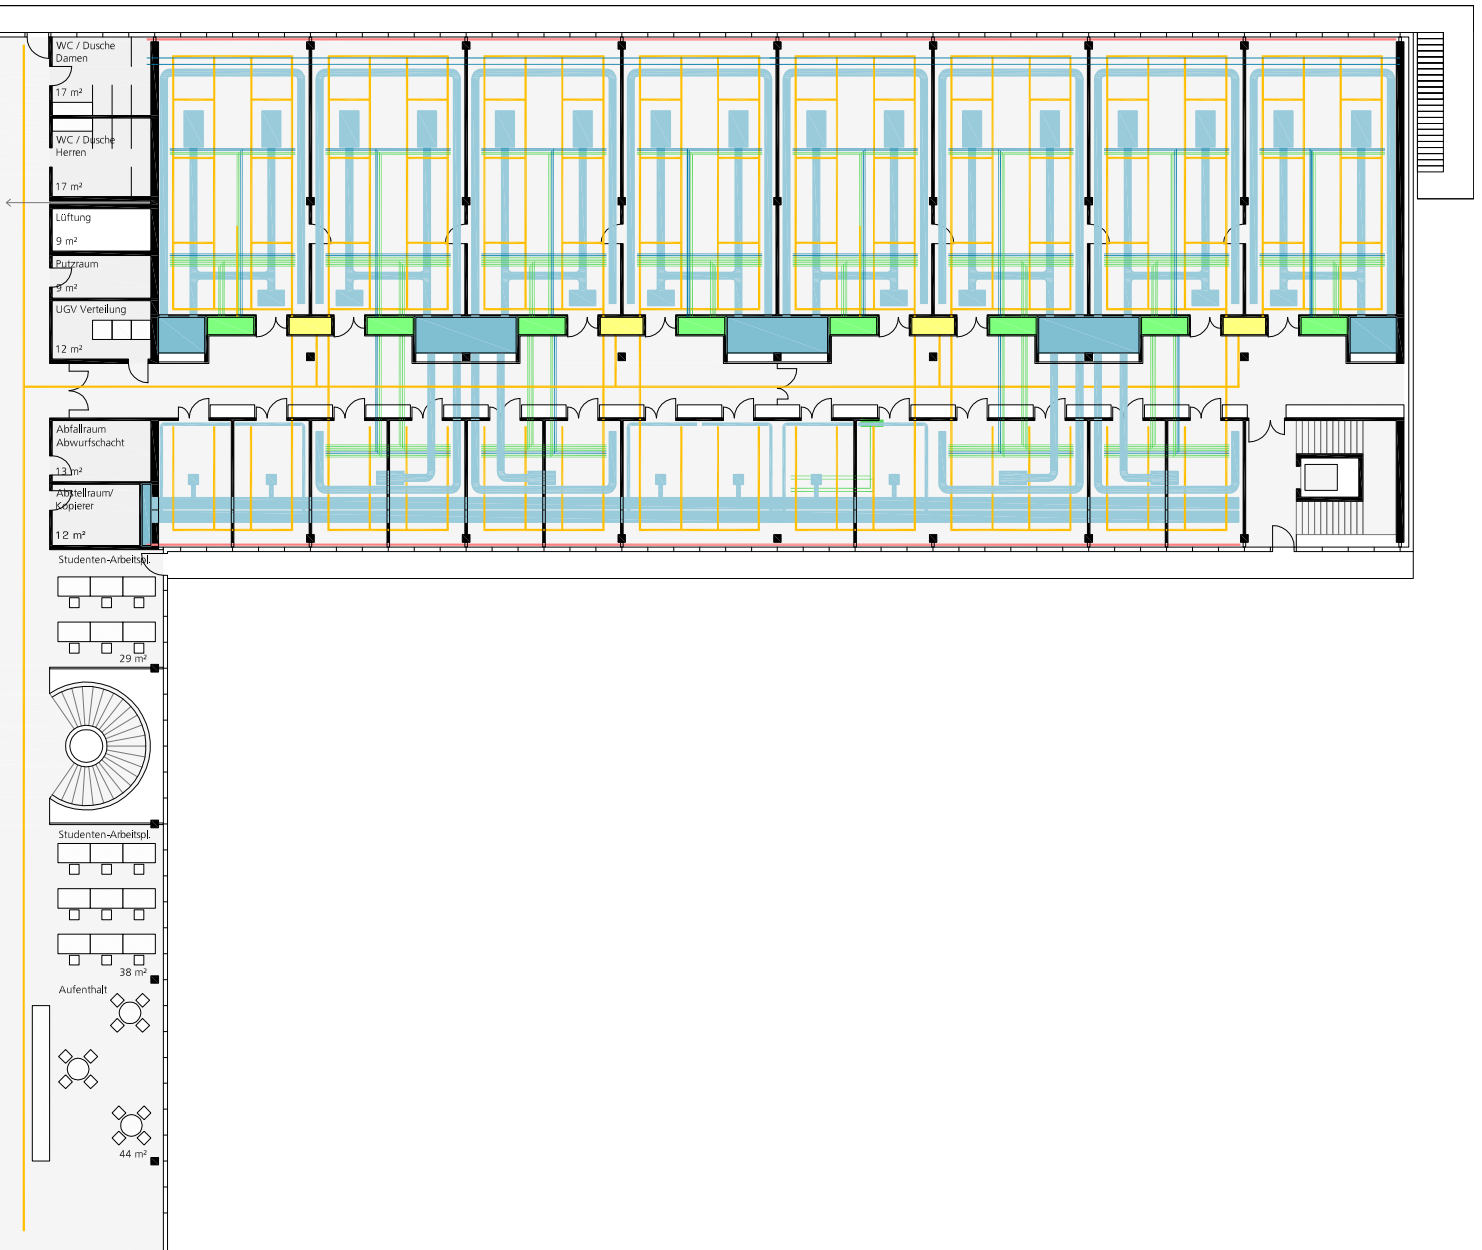 WC / Dusche
Damen
17 m²
WC / Dusche
Herren
17 m²
Lüftung
9 m²
Putzraum
9 m²
UGV Verteilung
12 m²
Abfallraum
Abwurfschacht
13 m²
Abstellraum/
Kopierer
12 m²
Studenten-Arbeitspl.
29 m²
Studenten-Arbeitspl.
38 m²
Aufenthalt
44 m²